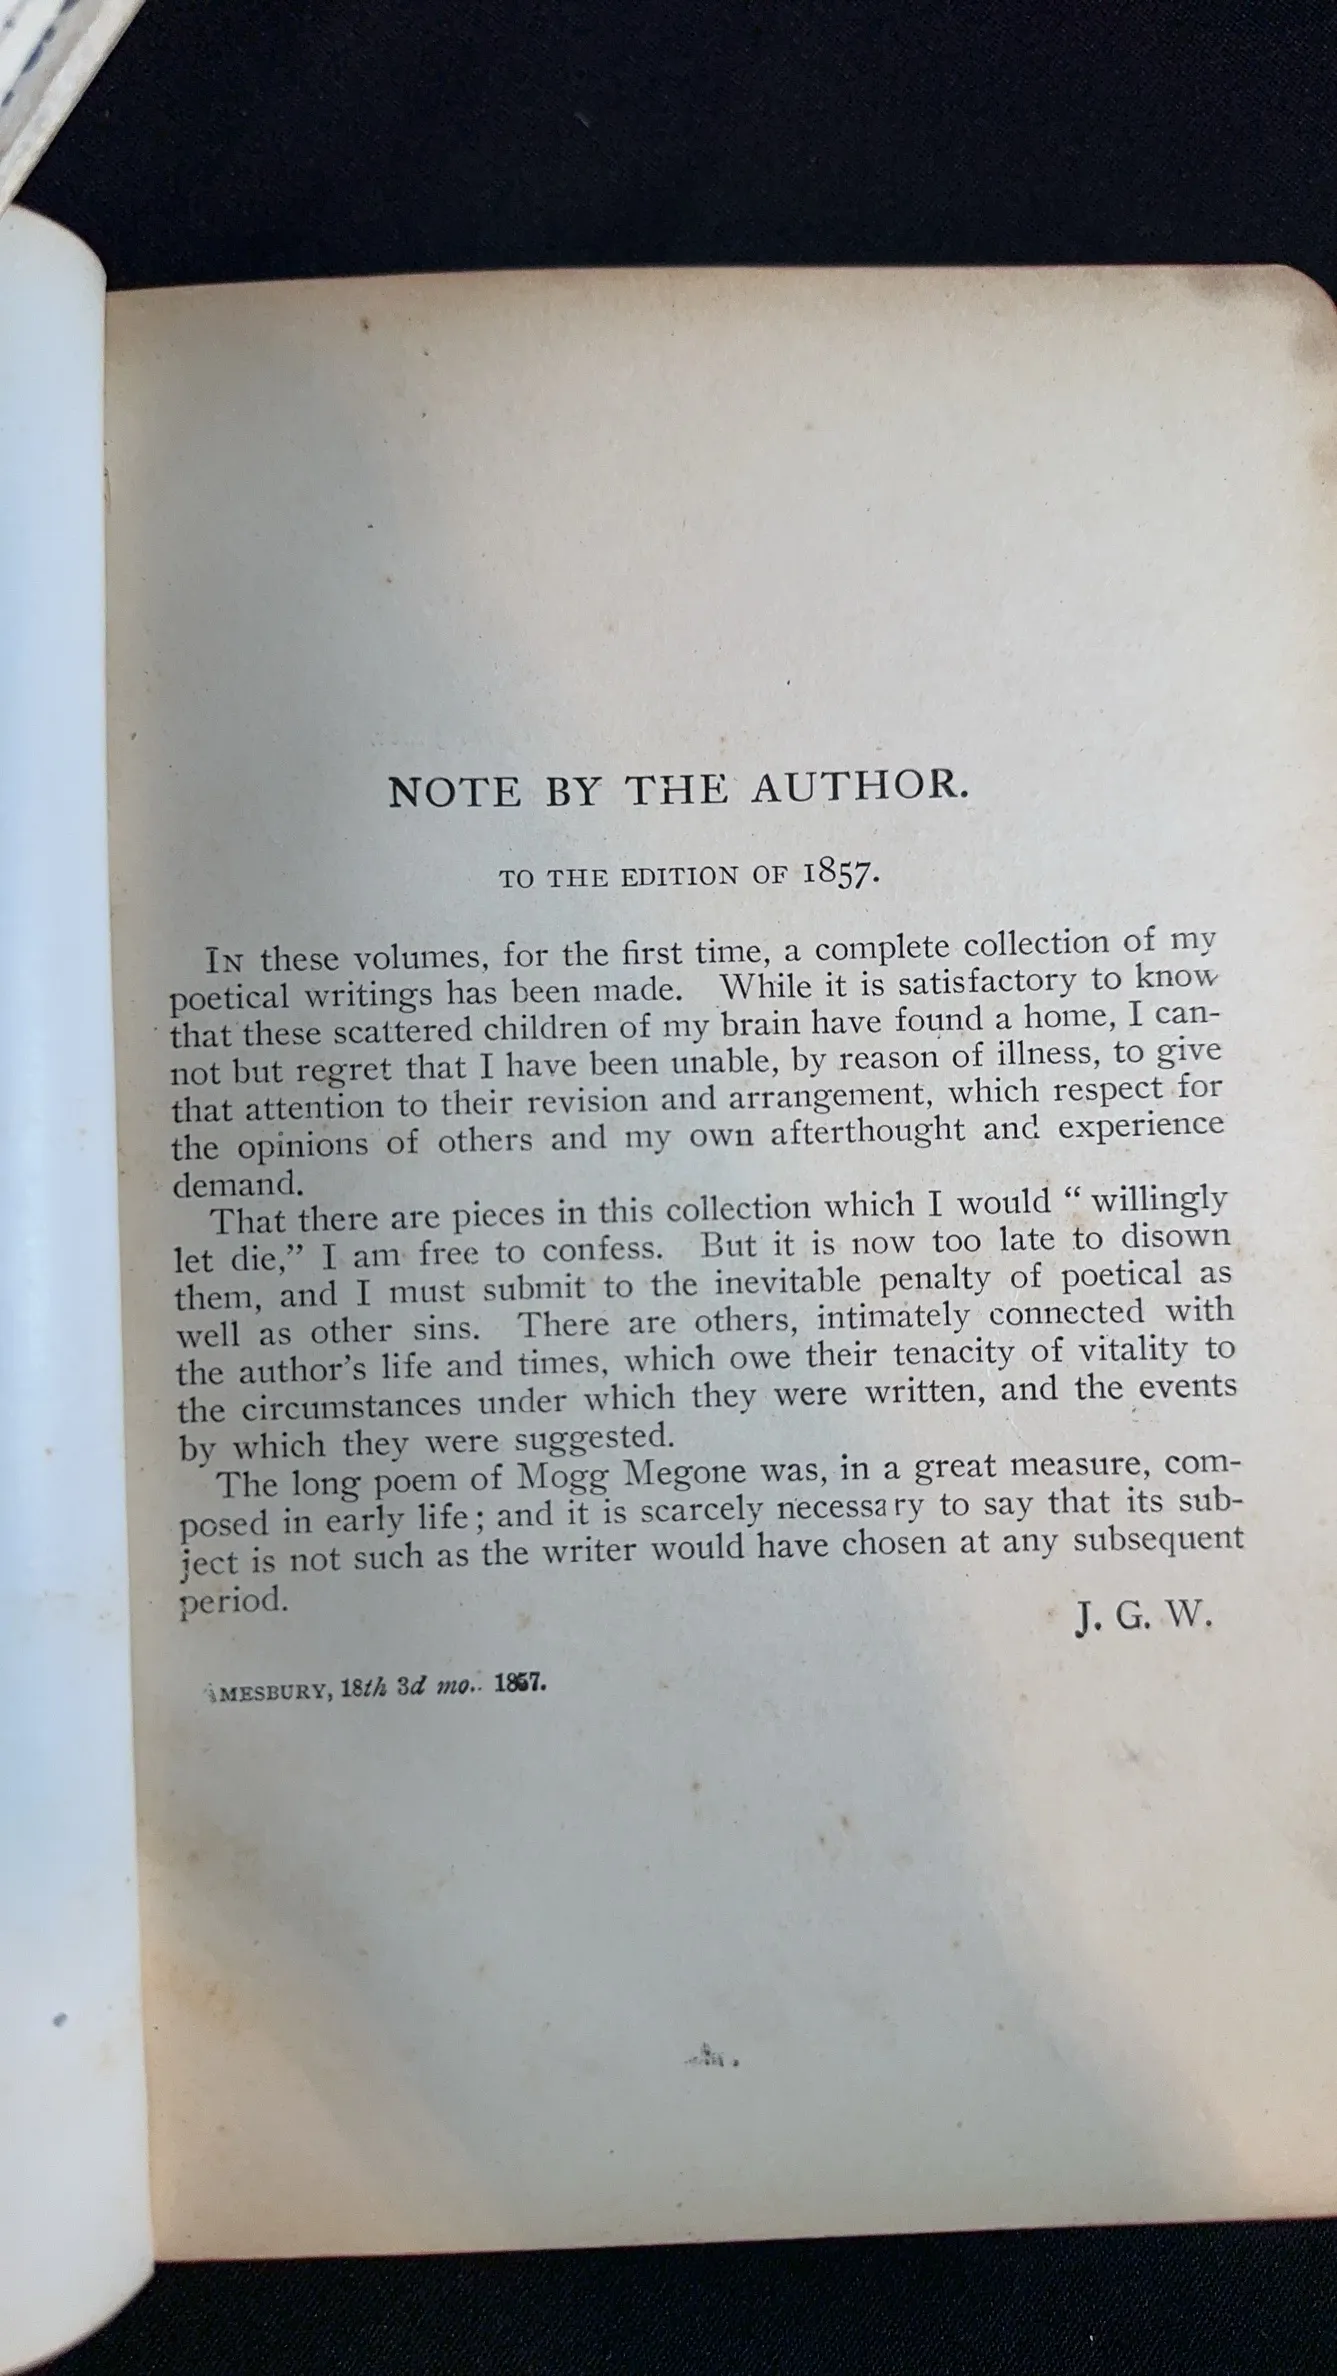 NOTE BY THE AUTHOR.
TO THE EDITION OF 1857.
IN these volumes, for the first time, a complete collection of my
poetical writings has been made. While it is satisfactory to know
that these scattered children of my brain have found a home, I can-
not but regret that I have been unable, by reason of illness, to give
that attention to their revision and arrangement, which respect for
the opinions of others and my own afterthought and experience
demand.
That there are pieces in this collection which I would “ willingly
let die,” I am free to confess. But it is now too late to disown
them, and I must submit to the inevitable penalty of poetical as
well as other sins. There are others, intimately connected with
the author’s life and times, which owe their tenacity of vitality to
the circumstances under which they were written, and the events
by which they were suggested.
The long poem of Mogg Megone was, in a great measure, com-
posed in early life ; and it is scarcely necessary to say that its sub-
ject is not such as the writer would have chosen at any subsequent
period.
J. G. W.
AMESBURY, 18th 3d mo.. 1857.